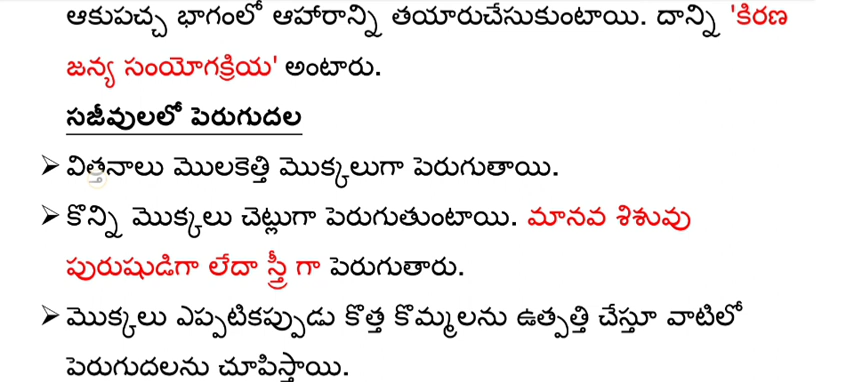 ఆకుపచ్చ భాగంలో ఆహారాన్ని తయారుచేసుకుంటాయి. దాన్ని 'కిరణ
జన్య సంయోగక్రియ' అంటారు.
సజీవులలో పెరుగుదల
➢ విత్తనాలు మొలకెత్తి మొక్కలుగా పెరుగుతాయి.
➢ కొన్ని మొక్కలు చెట్లుగా పెరుగుతుంటాయి. మానవ శిశువు
పురుషుడిగా లేదా స్త్రీ గా పెరుగుతారు.
➢ మొక్కలు ఎప్పటికప్పుడు కొత్త కొమ్మలను ఉత్పత్తి చేస్తూ వాటిలో
పెరుగుదలను చూపిస్తాయి.